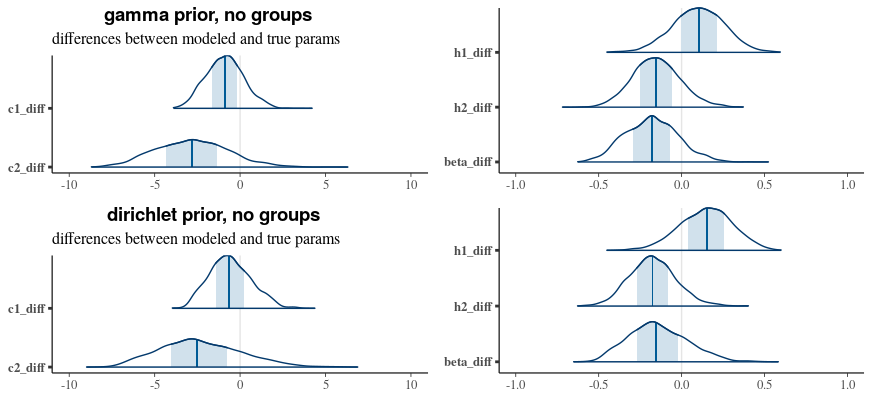 gamma prior, no groups
differences between modeled and true params
c1_diff
c2_diff
-10 -5 0 5 10
h1_diff
h2_diff
beta_diff
-1.0 -0.5 0.0 0.5 1.0
dirichlet prior, no groups
differences between modeled and true params
c1_diff
c2_diff
-10 -5 0 5 10
h1_diff
h2_diff
beta_diff
-1.0 -0.5 0.0 0.5 1.0